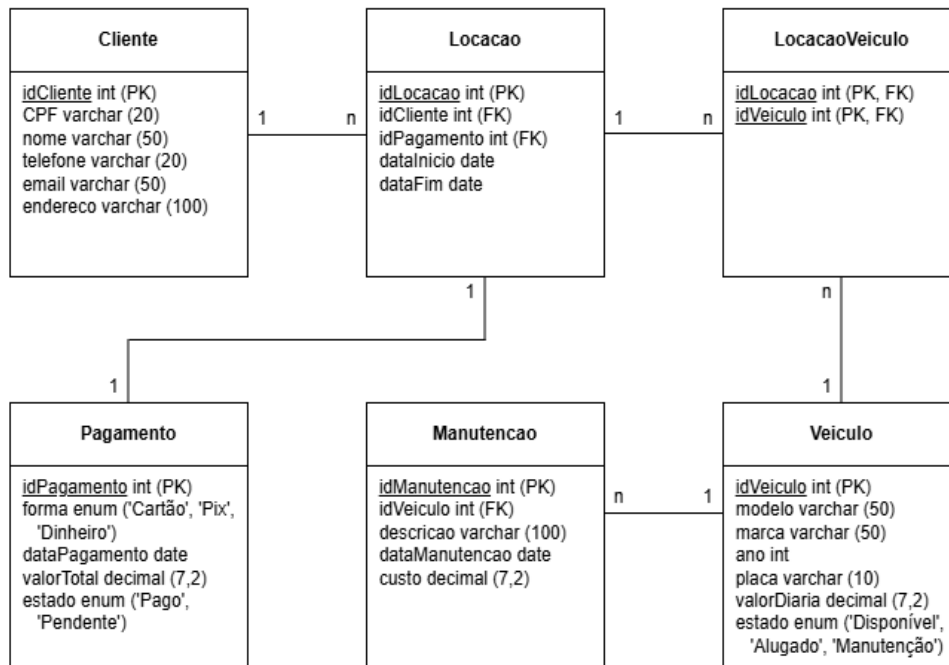 Cliente
idCliente int (PK)
CPF varchar (20)
nome varchar (50)
telefone varchar (20)
email varchar (50)
endereco varchar (100)
1
n
Locacao
idLocacao int (PK)
idCliente int (FK)
idPagamento int (FK)
dataInicio date
dataFim date
1
n
LocacaoVeiculo
idLocacao int (PK, FK)
idVeiculo int (PK, FK)
1
n
1
1
Pagamento
idPagamento int (PK)
forma enum ('Cartão', 'Pix',
'Dinheiro')
dataPagamento date
valorTotal decimal (7,2)
estado enum ('Pago',
'Pendente')
Manutencao
idManutencao int (PK)
idVeiculo int (FK)
descricao varchar (100)
dataManutencao date
custo decimal (7,2)
n
1
Veiculo
idVeiculo int (PK)
modelo varchar (50)
marca varchar (50)
ano int
placa varchar (10)
valorDiaria decimal (7,2)
estado enum ('Disponível',
'Alugado', 'Manutenção')